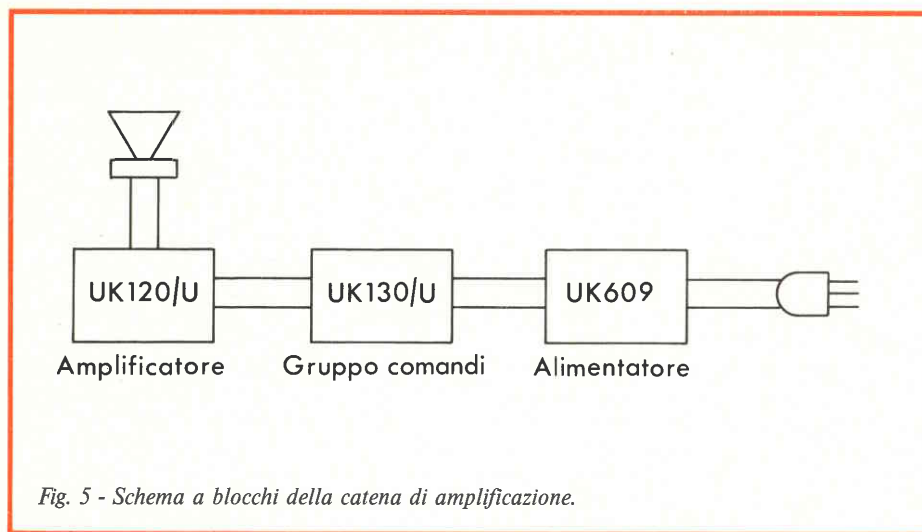 UK120/U UK130/U UK609
Amplificatore Gruppo comandi Alimentatore
Fig. 5 - Schema a blocchi della catena di amplificazione.